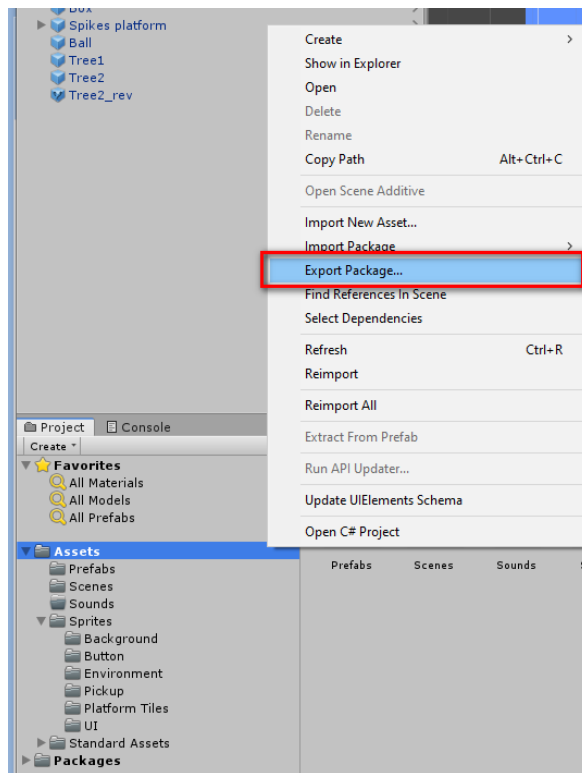 Box
Spikes platform
Ball
Tree1
Tree2
Tree2_rev
Create
Show in Explorer
Open
Delete
Rename
Copy Path Alt+Ctrl+C
Open Scene Additive
Import New Asset...
Import Package
Export Package...
Find References In Scene
Select Dependencies
Refresh Ctrl+R
Reimport
Reimport All
Extract From Prefab
Run API Updater...
Update UIElements Schema
Open C# Project
Project Console
Create
Favorites
All Materials
All Models
All Prefabs
Assets
Prefabs
Scenes
Sounds
Sprites
Background
Button
Environment
Pickup
Platform Tiles
UI
Standard Assets
Packages
Prefabs Scenes Sounds